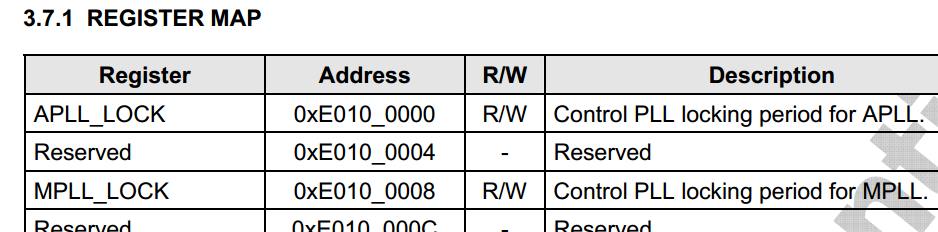 3.7.1 REGISTER MAP
Register Address R/W Description
APLL_LOCK 0xE010_0000 R/W Control PLL locking period for APLL.
Reserved 0xE010_0004 - Reserved
MPLL_LOCK 0xE010_0008 R/W Control PLL locking period for MPLL.
Reserved 0xE010_000C - Reserved